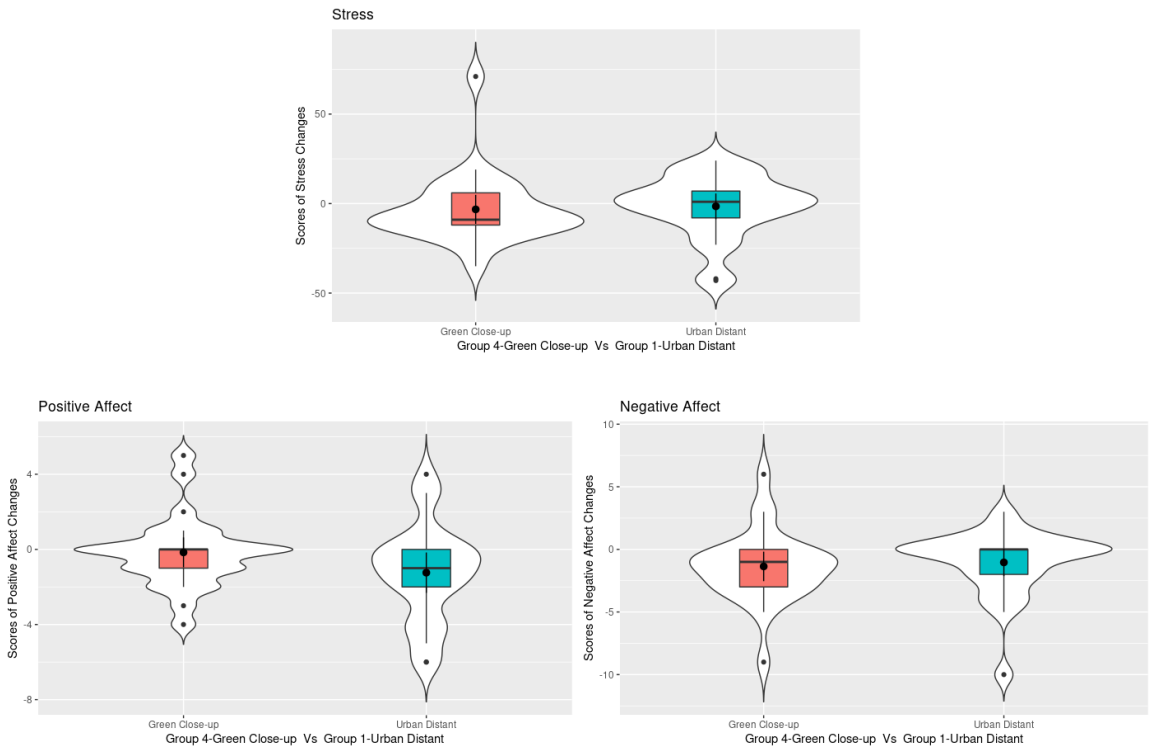 Stress
Scores of Stress Changes
50
0
-50
Green Close-up
Urban Distant
Group 4-Green Close-up  Vs  Group 1-Urban Distant
Positive Affect
Scores of Positive Affect Changes
4
0
-4
-8
Green Close-up
Urban Distant
Group 4-Green Close-up  Vs  Group 1-Urban Distant
Negative Affect
Scores of Negative Affect Changes
10
5
0
-5
-10
Green Close-up
Urban Distant
Group 4-Green Close-up  Vs  Group 1-Urban Distant